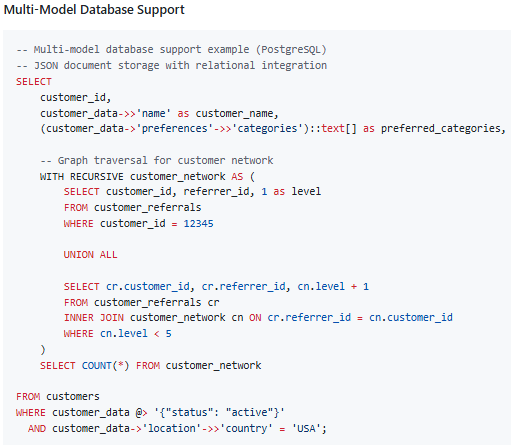 Multi-Model Database Support
-- Multi-model database support example (PostgreSQL)
-- JSON document storage with relational integration
SELECT
    customer_id,
    customer_data->>'name' as customer_name,
    (customer_data->'preferences'->>'categories')::text[] as preferred_categories,

    -- Graph traversal for customer network
    WITH RECURSIVE customer_network AS (
        SELECT customer_id, referrer_id, 1 as level
        FROM customer_referrals
        WHERE customer_id = 12345

        UNION ALL

        SELECT cr.customer_id, cr.referrer_id, cn.level + 1
        FROM customer_referrals cr
        INNER JOIN customer_network cn ON cr.referrer_id = cn.customer_id
        WHERE cn.level < 5
    )
    SELECT COUNT(*) FROM customer_network

FROM customers
WHERE customer_data @> '{"status": "active"}'
  AND customer_data->'location'->>'country' = 'USA';